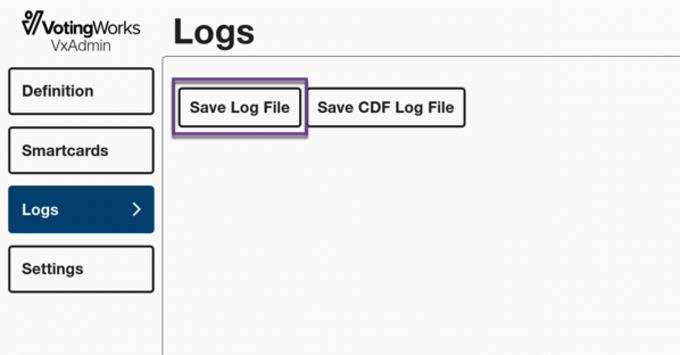 VotingWorks
VxAdmin
Logs
Definition
Smartcards
Logs
Settings
Save Log File
Save CDF Log File